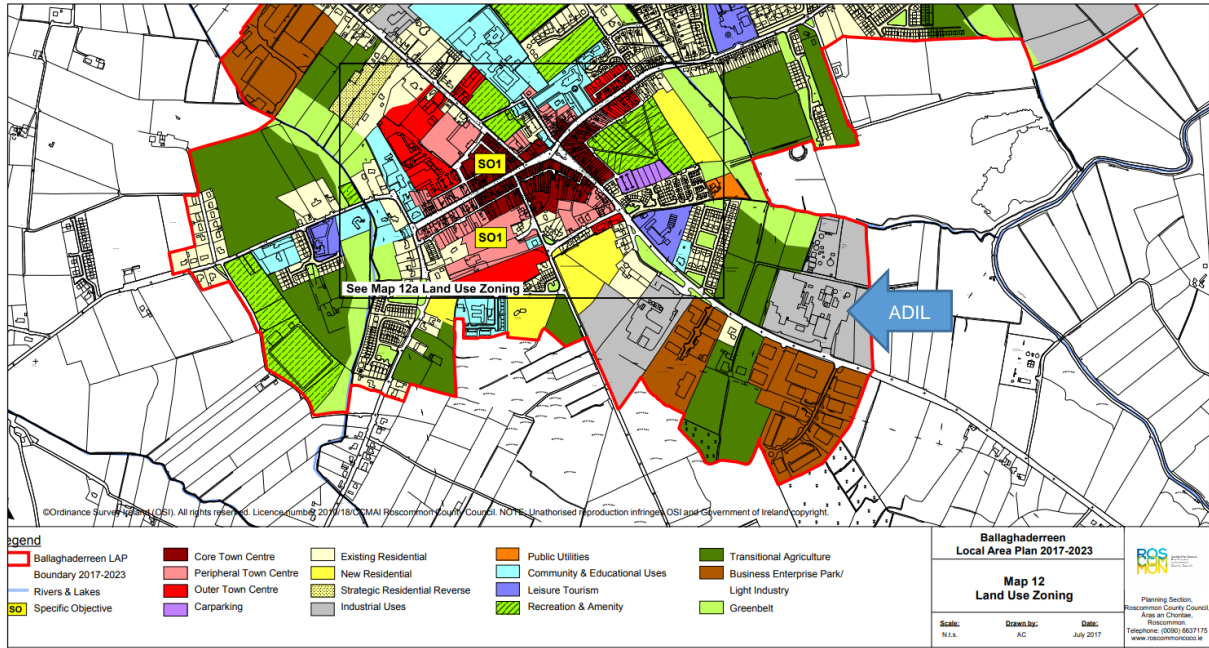 SO1
SO1
See Map 12a Land Use Zoning
ADIL
©Ordinance Survey Ireland (OSI). All rights reserved. Licence number 2010/18/CCMAI Roscommon County Council. NOTE: Unathorised reproduction infringes OSI and Government of Ireland copyright.
egend
Ballaghaderreen LAP
Boundary 2017-2023
Rivers & Lakes
SO Specific Objective
Core Town Centre
Peripheral Town Centre
Outer Town Centre
Carparking
Existing Residential
New Residential
Strategic Residential Reverse
Industrial Uses
Public Utilities
Community & Educational Uses
Leisure Tourism
Recreation & Amenity
Transitional Agriculture
Business Enterprise Park/
Light Industry
Greenbelt
Ballaghaderreen
Local Area Plan 2017-2023
Map 12
Land Use Zoning
Scale: Drawn by: Date:
N.t.s. AC July 2017
ROS
COM
MON
Planning Section,
Roscommon County Council,
Áras an Chontae,
Roscommon.
Telephone: (0090) 6637175
www.roscommoncoco.ie